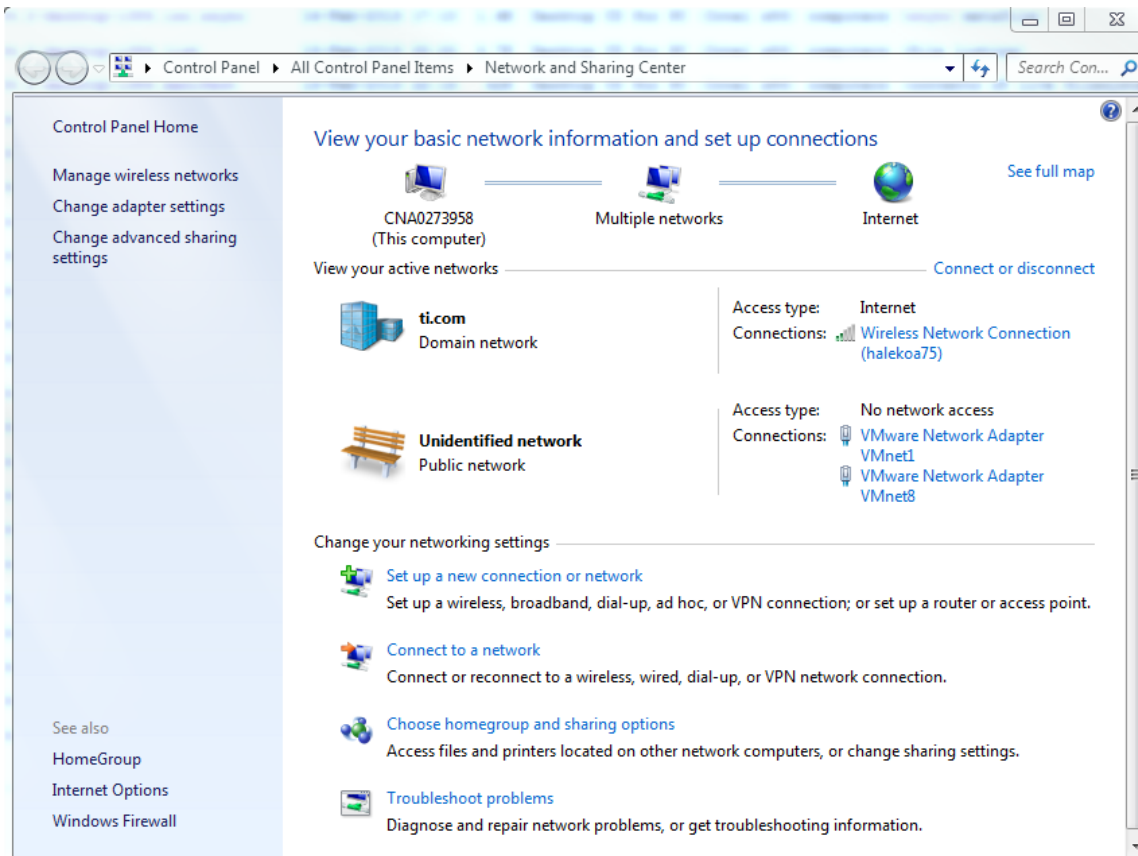 Control Panel ▸ All Control Panel Items ▸ Network and Sharing Center
Search Con...
Control Panel Home
Manage wireless networks
Change adapter settings
Change advanced sharing
settings
See also
HomeGroup
Internet Options
Windows Firewall
View your basic network information and set up connections
See full map
CNA0273958
(This computer)
Multiple networks
Internet
View your active networks
Connect or disconnect
ti.com
Domain network
Access type: Internet
Connections: Wireless Network Connection
(halekoa75)
Unidentified network
Public network
Access type: No network access
Connections: VMware Network Adapter
VMnet1
VMware Network Adapter
VMnet8
Change your networking settings
Set up a new connection or network
Set up a wireless, broadband, dial-up, ad hoc, or VPN connection; or set up a router or access point.
Connect to a network
Connect or reconnect to a wireless, wired, dial-up, or VPN network connection.
Choose homegroup and sharing options
Access files and printers located on other network computers, or change sharing settings.
Troubleshoot problems
Diagnose and repair network problems, or get troubleshooting information.